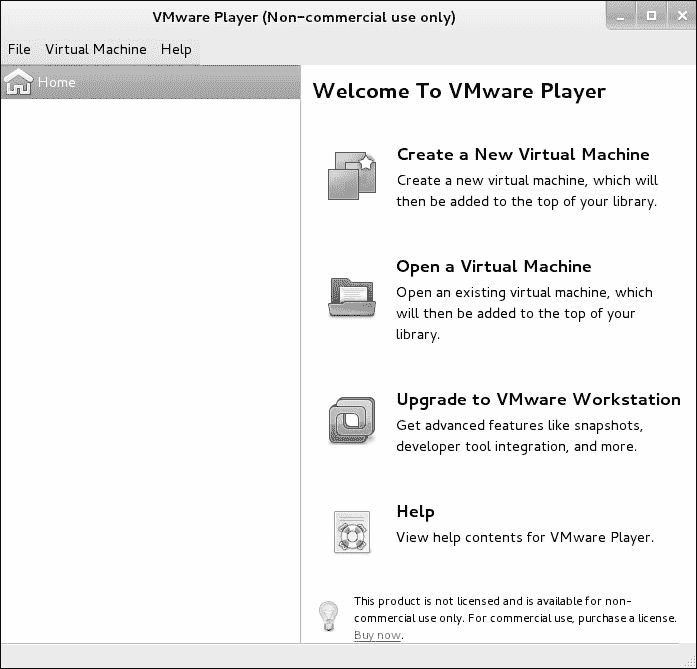 VMware Player (Non-commercial use only)
File Virtual Machine Help
Home
Welcome To VMware Player
Create a New Virtual Machine
Create a new virtual machine, which will
then be added to the top of your library.
Open a Virtual Machine
Open an existing virtual machine, which
will then be added to the top of your
library.
Upgrade to VMware Workstation
Get advanced features like snapshots,
developer tool integration, and more.
Help
View help contents for VMware Player.
This product is not licensed and is available for non-
commercial use only. For commercial use, purchase a license.
Buy now.